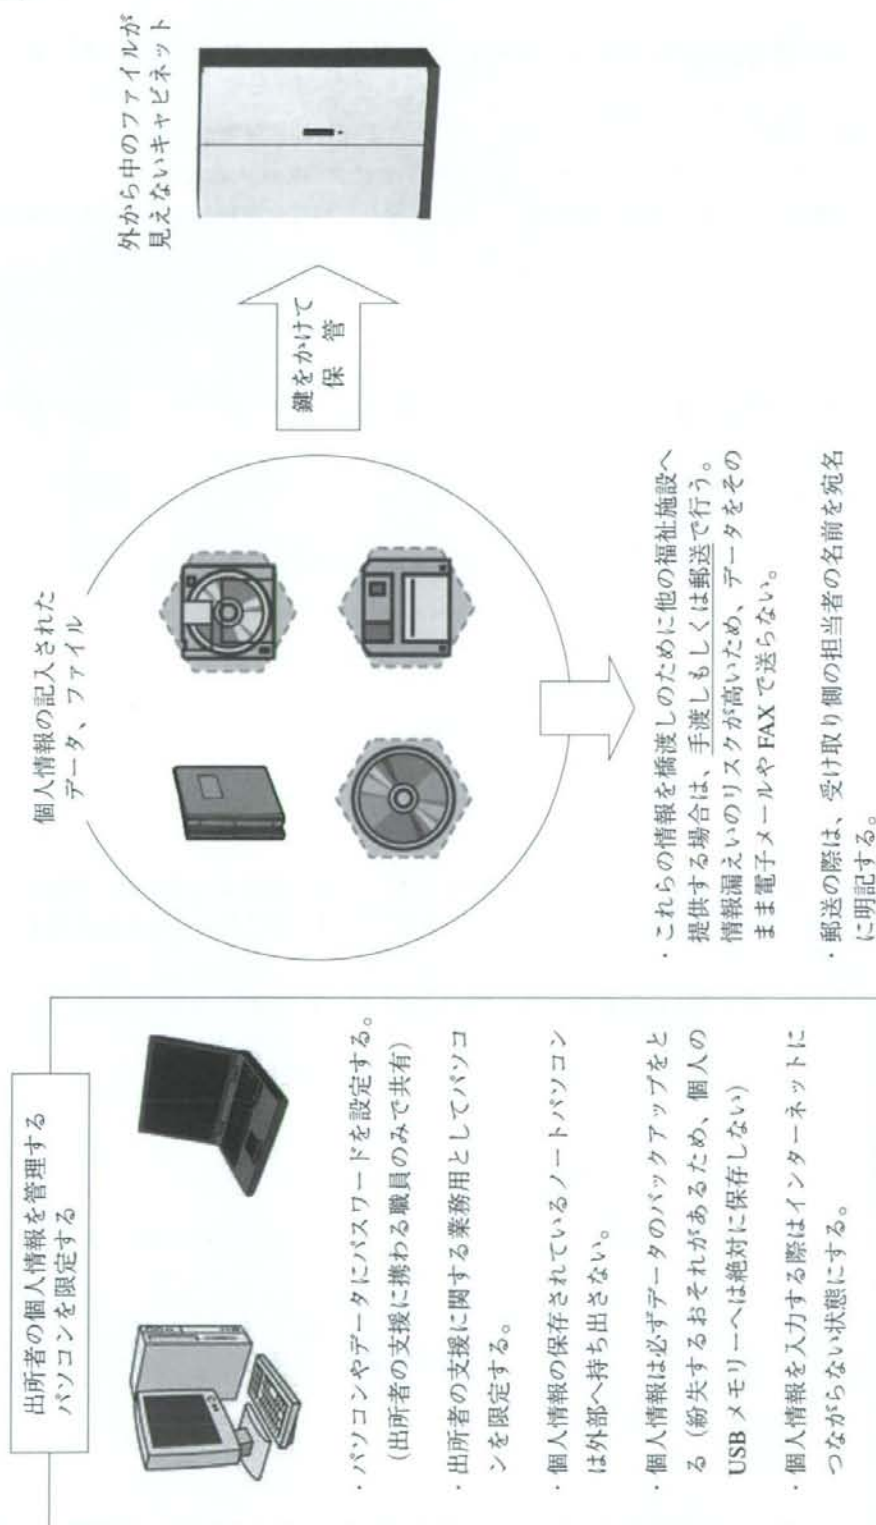 出所者の個人情報を管理する
パソコンを限定する
・パソコンやデータにパスワードを設定する。
(出所者の支援に携わる職員のみで共有)
・出所者の支援に関する業務用としてパソコ
ンを限定する。
・個人情報の保存されているノートパソコン
は外部へ持ち出さない。
・個人情報は必ずデータのバックアップをと
る（紛失するおそれがあるため、個人の
USB メモリーへは絶対に保存しない）
・個人情報を入力する際はインターネットに
つながらない状態にする。
個人情報の記入された
データ、ファイル
・これらの情報を橋渡しのために他の福祉施設へ
提供する場合は、手渡しもしくは郵送で行う。
情報漏えいのリスクが高いため、データをその
まま電子メールや FAX で送らない。
・郵送の際は、受け取り側の担当者の名前を宛名
に明記する。
鍵をかけて
保　管
外から中のファイルが
見えないキャビネット